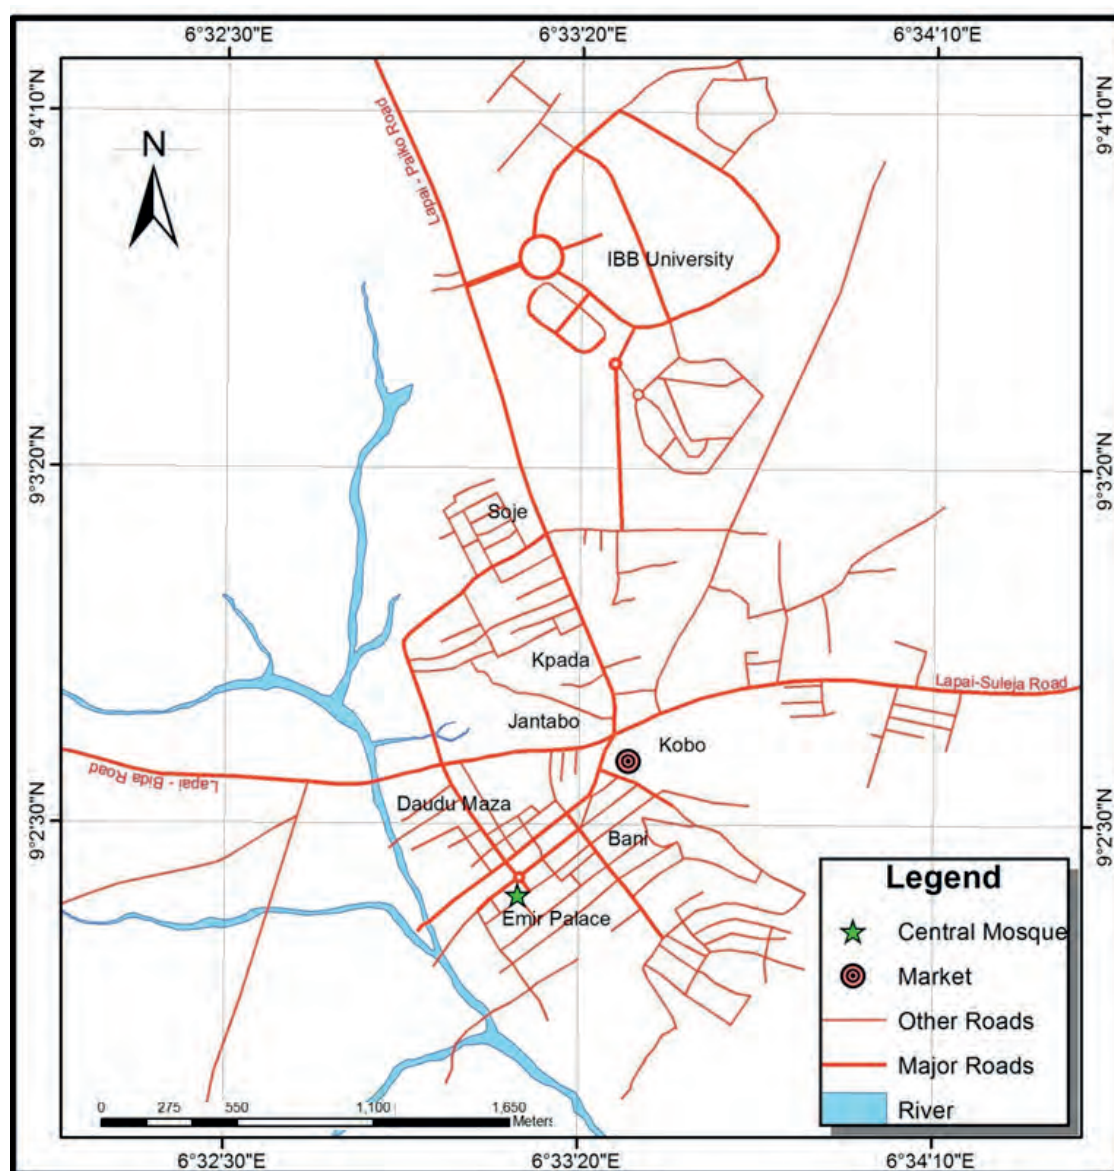 6°32'30"E 6°33'20"E 6°34'10"E
9°4'10"N
9°4'10"N
N
Lapai - Paiko Road
IBB University
9°3'20"N
9°3'20"N
Soje
Kpada
Lapai-Suleja Road
Jantabo
Kobo
Lapai - Bida Road
Daudu Maza
9°2'30"N
9°2'30"N
Bani
Emir Palace
Legend
Central Mosque
Market
Other Roads
Major Roads
River
0 275 550 1,100 1,650
Meters
6°32'30"E 6°33'20"E 6°34'10"E